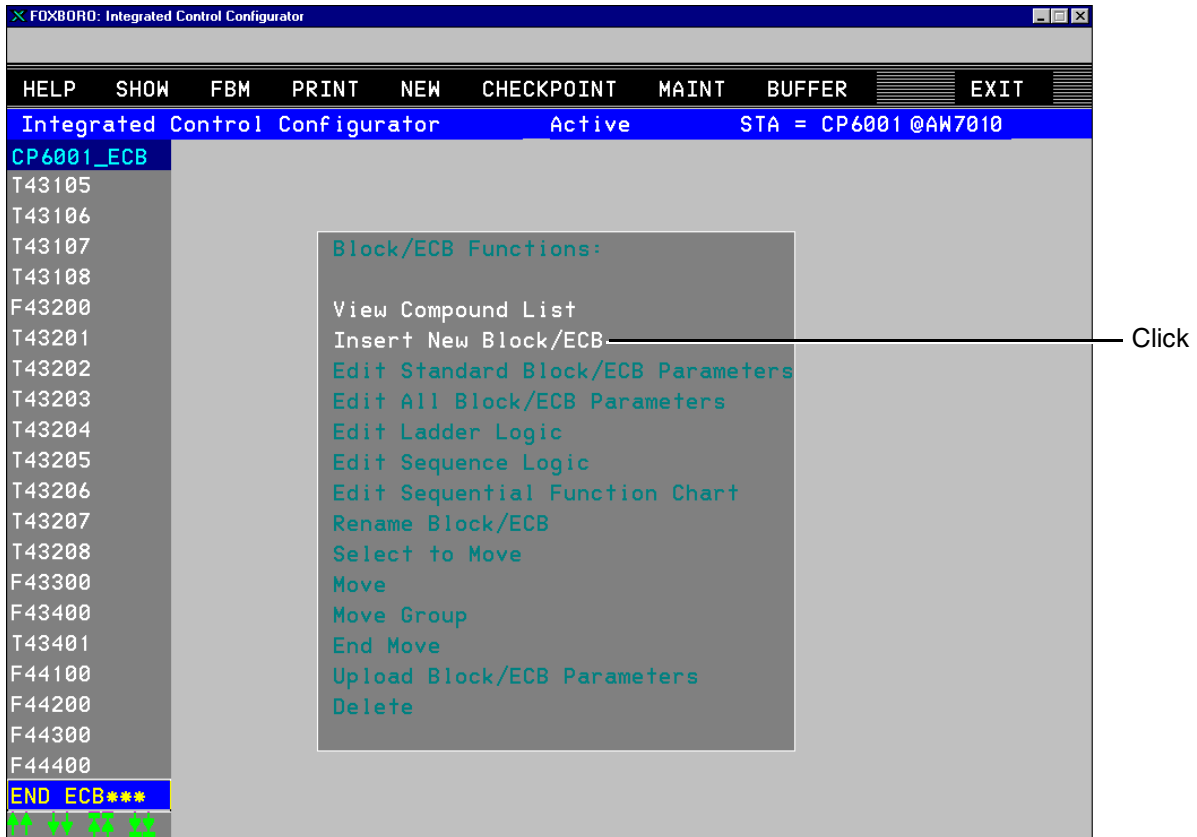 FOXBORO: Integrated Control Configurator
HELP SHOW FBM PRINT NEW CHECKPOINT MAINT BUFFER EXIT
Integrated Control Configurator Active STA = CP6001@AW7010
CP6001_ECB
T43105
T43106
T43107
T43108
F43200
T43201
T43202
T43203
T43204
T43205
T43206
T43207
T43208
F43300
F43400
T43401
F44100
F44200
F44300
F44400
END ECB***
Block/ECB Functions:
View Compound List
Insert New Block/ECB
Edit Standard Block/ECB Parameters
Edit All Block/ECB Parameters
Edit Ladder Logic
Edit Sequence Logic
Edit Sequential Function Chart
Rename Block/ECB
Select to Move
Move
Move Group
End Move
Upload Block/ECB Parameters
Delete
Click